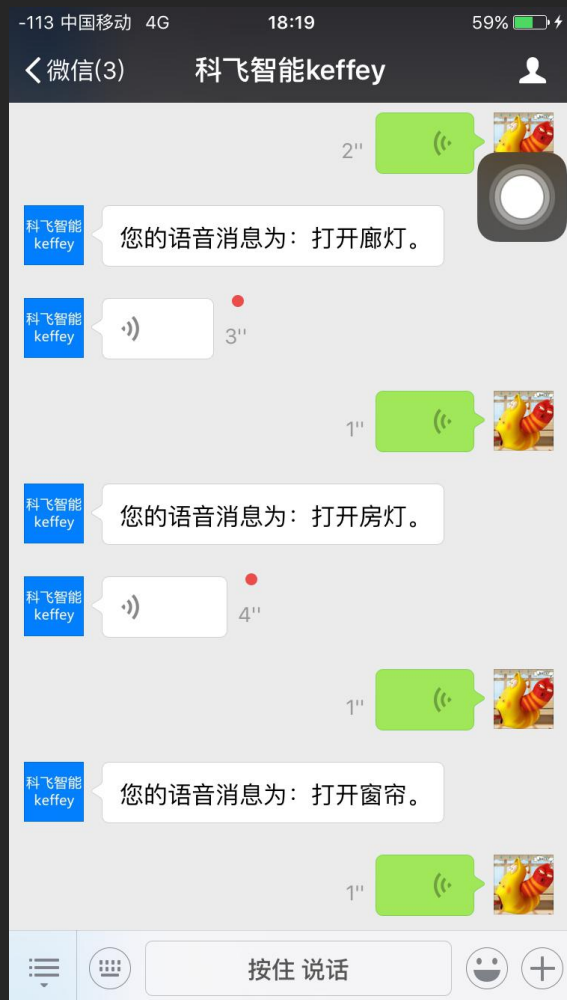 -113 中国移动 4G 18:19 59%
微信(3) 科飞智能keffey
2''
科飞智能
keffey
您的语音消息为：打开廊灯。
科飞智能
keffey
3''
1''
科飞智能
keffey
您的语音消息为：打开房灯。
科飞智能
keffey
4''
1''
科飞智能
keffey
您的语音消息为：打开窗帘。
1''
按住 说话